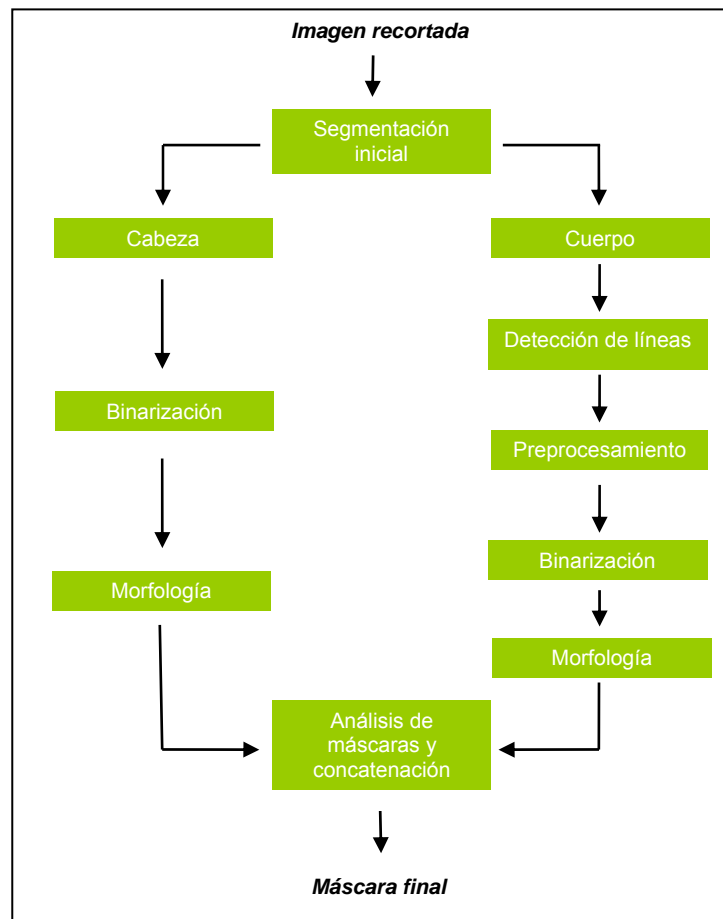 Imagen recortada
Segmentación
inicial
Cabeza
Binarización
Morfología
Cuerpo
Detección de líneas
Preprocesamiento
Binarización
Morfología
Análisis de
máscaras y
concatenación
Máscara final